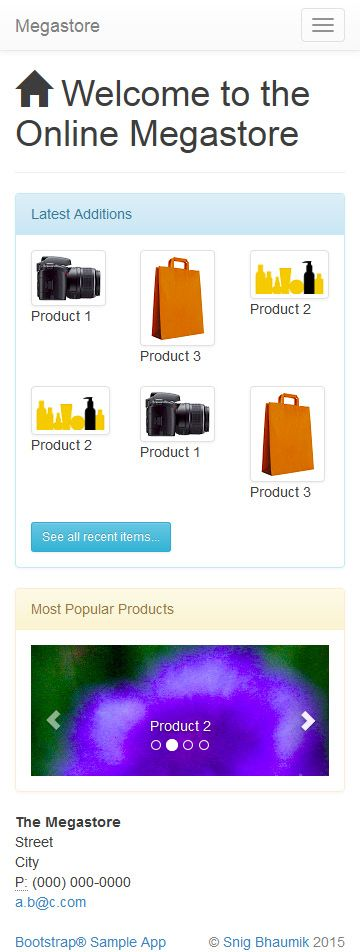 Megastore
Welcome to the
Online Megastore
Latest Additions
Product 1
Product 3
Product 2
Product 2
Product 1
Product 3
See all recent items...
Most Popular Products
Product 2
The Megastore
Street
City
P: (000) 000-0000
a.b@c.com
Bootstrap® Sample App © Snig Bhaumik 2015